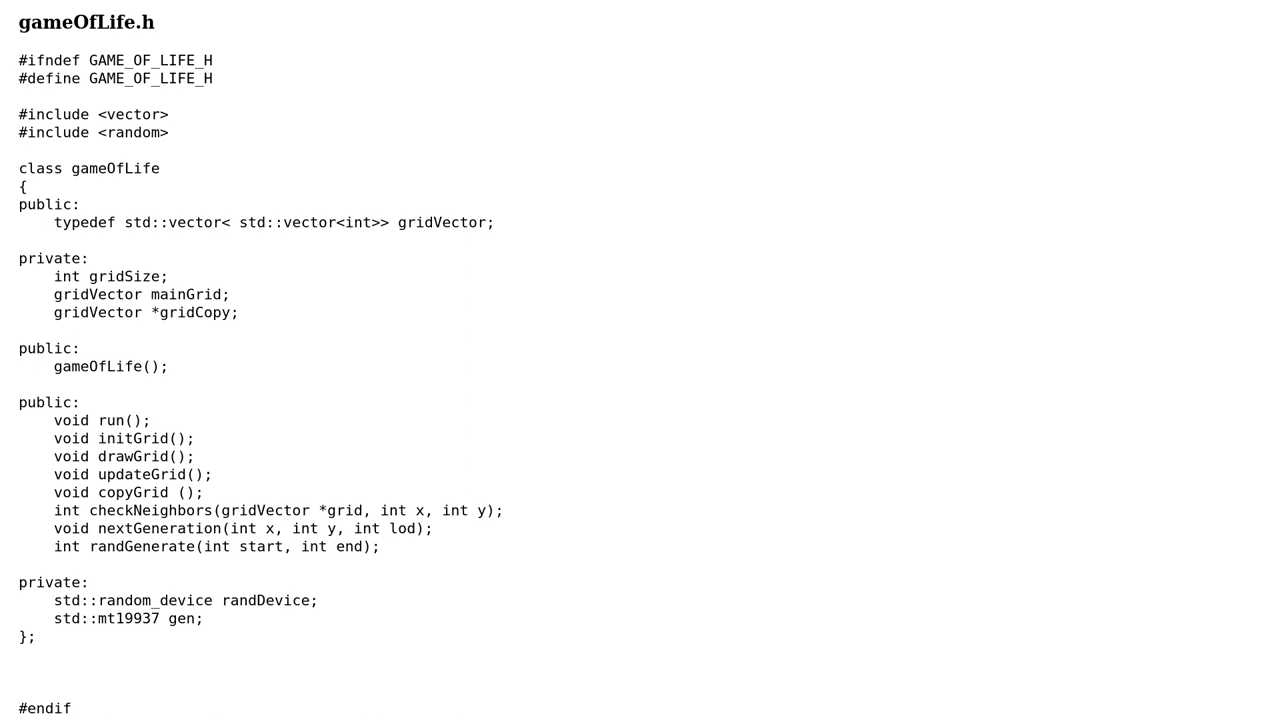 gameOfLife.h
#ifndef GAME_OF_LIFE_H
#define GAME_OF_LIFE_H
#include <vector>
#include <random>
class gameOfLife
{
public:
typedef std::vector< std::vector<int>> gridVector;
private:
int gridSize;
gridVector mainGrid;
gridVector *gridCopy;
public:
gameOfLife();
public:
void run();
void initGrid();
void drawGrid();
void updateGrid();
void copyGrid ();
int checkNeighbors(gridVector *grid, int x, int y);
void nextGeneration(int x, int y, int lod);
int randGenerate(int start, int end);
private:
std::random_device randDevice;
std::mt19937 gen;
};
#endif